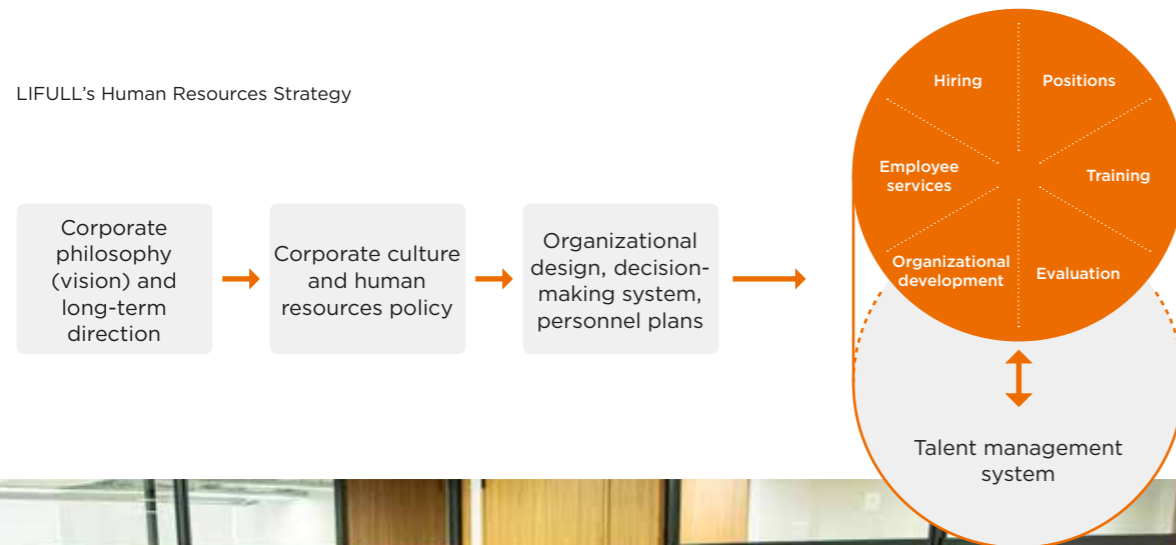 LIFULL's Human Resources Strategy
Corporate
philosophy
(vision) and
long-term
direction
Corporate culture
and human
resources policy
Organizational
design, decision-
making system,
personnel plans
Hiring
Positions
Employee
services
Training
Organizational
development
Evaluation
Talent management
system